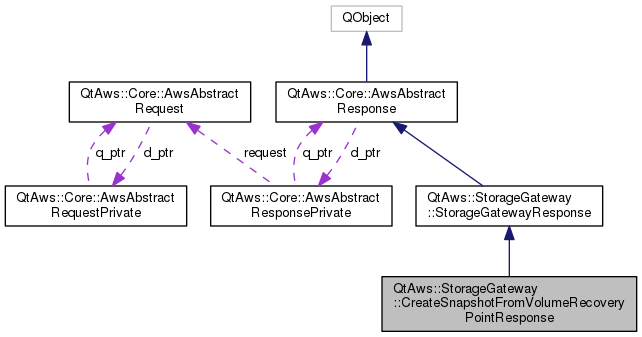 QObject
QtAws::Core::AwsAbstract
Request
QtAws::Core::AwsAbstract
Response
q_ptr
d_ptr
request
q_ptr
d_ptr
QtAws::Core::AwsAbstract
RequestPrivate
QtAws::Core::AwsAbstract
ResponsePrivate
QtAws::StorageGateway
::StorageGatewayResponse
QtAws::StorageGateway
::CreateSnapshotFromVolumeRecovery
PointResponse